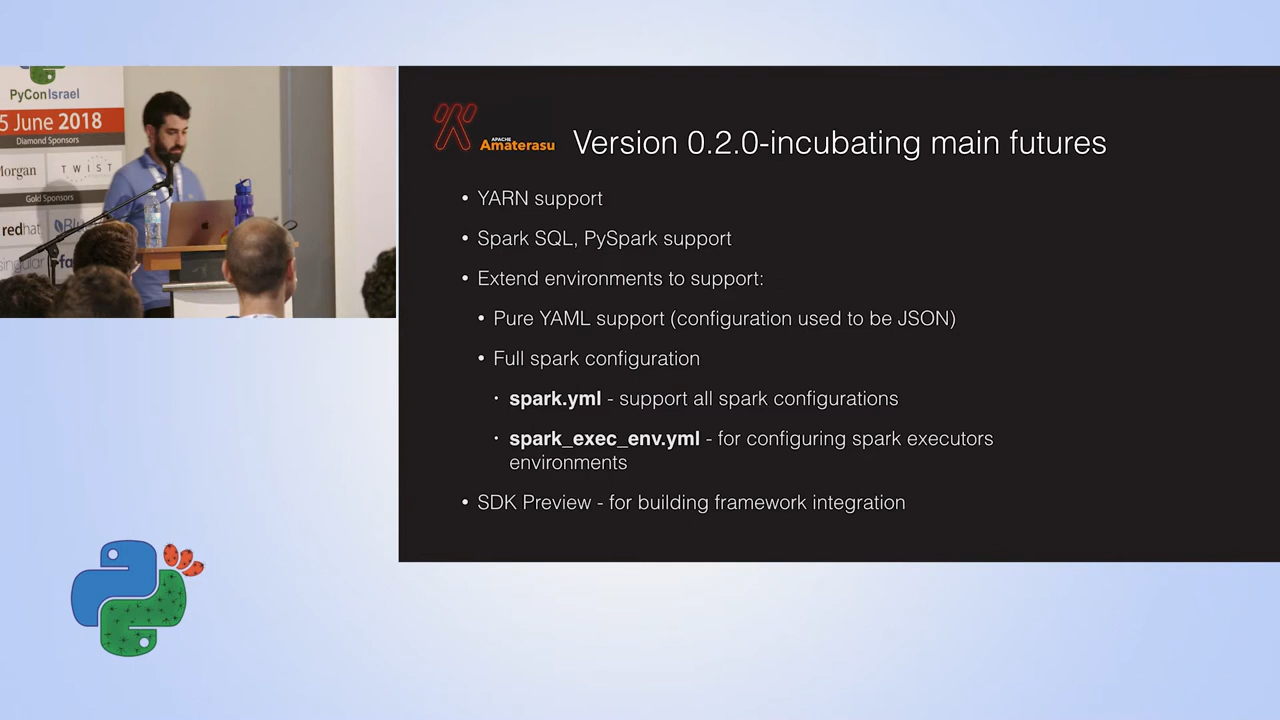 PyConIsrael
5 June 2018
Diamond Sponsors
Morgan
TWIST
Gold Sponsors
redhat
singular
APACHE
Amaterasu
Version 0.2.0-incubating main futures
• YARN support
• Spark SQL, PySpark support
• Extend environments to support:
• Pure YAML support (configuration used to be JSON)
• Full spark configuration
• spark.yml - support all spark configurations
• spark_exec_env.yml - for configuring spark executors
environments
• SDK Preview - for building framework integration